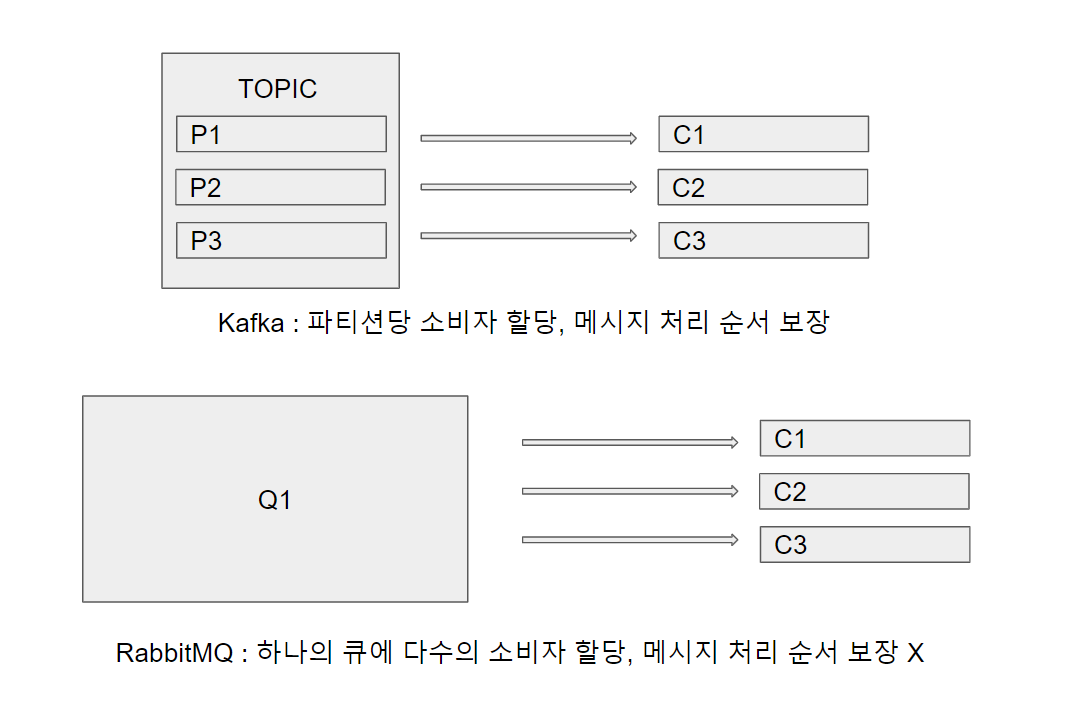 TOPIC
P1
C1
P2
C2
P3
C3
Kafka : 파티션당 소비자 할당, 메시지 처리 순서 보장
C1
Q1
C2
C3
RabbitMQ : 하나의 큐에 다수의 소비자 할당, 메시지 처리 순서 보장 X